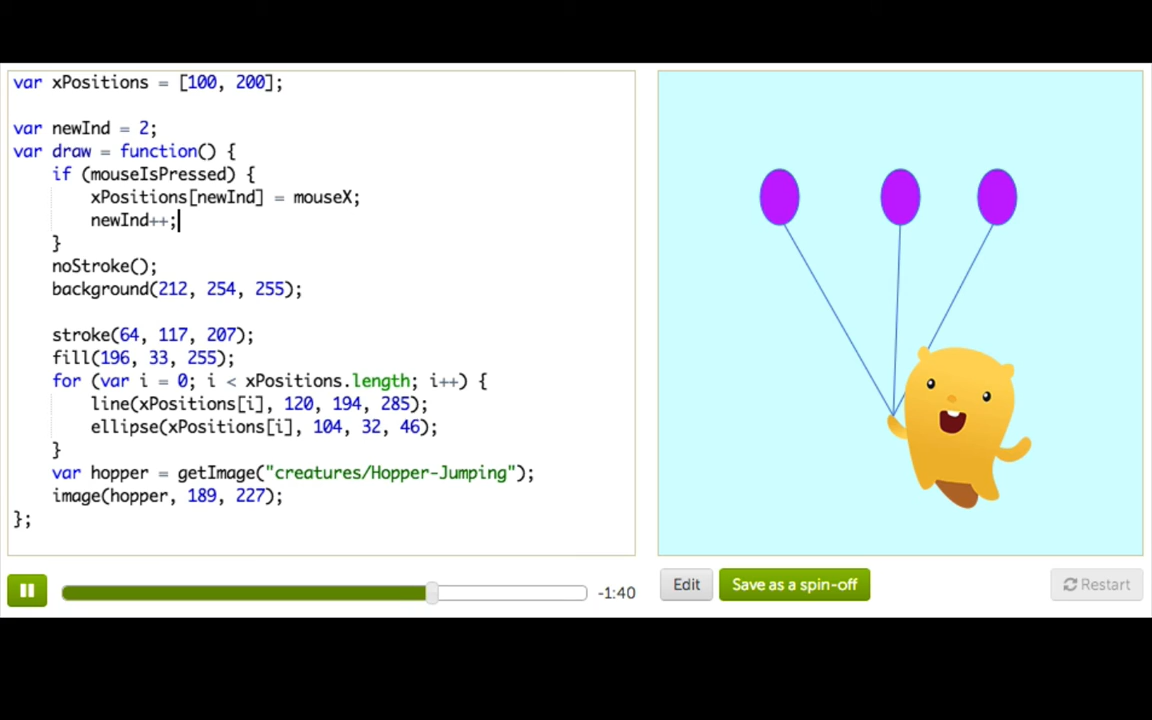 var xPositions = [100, 200];
var newInd = 2;
var draw = function() {
if (mouseIsPressed) {
xPositions[newInd] = mouseX;
newInd++;
}
noStroke();
background(212, 254, 255);
stroke(64, 117, 207);
fill(196, 33, 255);
for (var i = 0; i < xPositions.length; i++) {
line(xPositions[i], 120, 194, 285);
ellipse(xPositions[i], 104, 32, 46);
}
var hopper = getImage("creatures/Hopper-Jumping");
image(hopper, 189, 227);
};
-1:40
Edit
Save as a spin-off
Restart